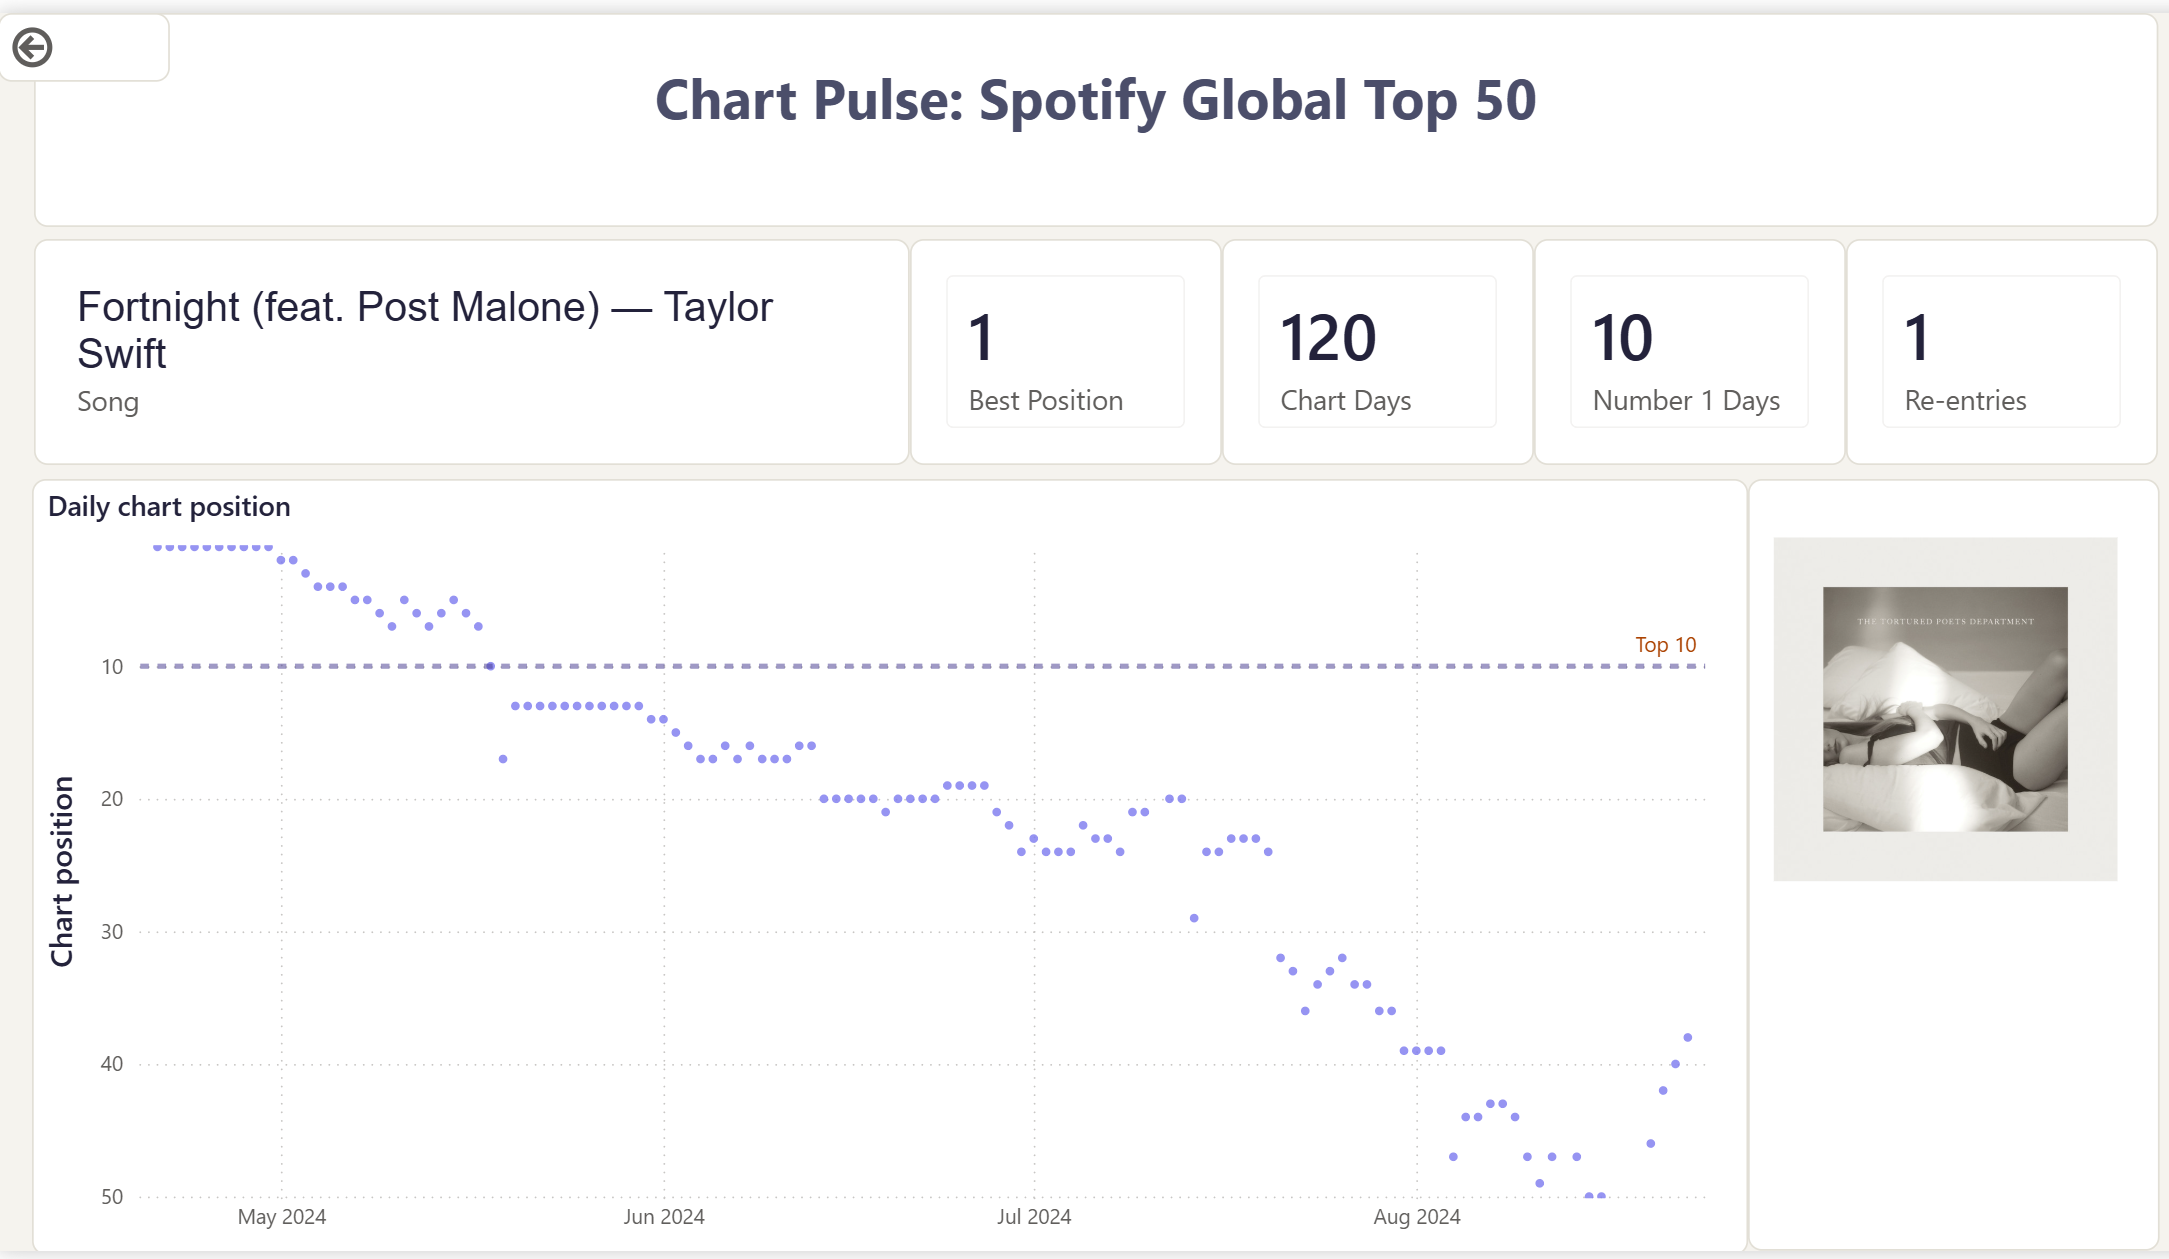 Chart Pulse: Spotify Global Top 50
Fortnight (feat. Post Malone) — Taylor
Swift
Song
1
Best Position
120
Chart Days
10
Number 1 Days
1
Re-entries
Daily chart position
Top 10
Chart position
10
20
30
40
50
May 2024
Jun 2024
Jul 2024
Aug 2024
THE TORTURED POETS DEPARTMENT